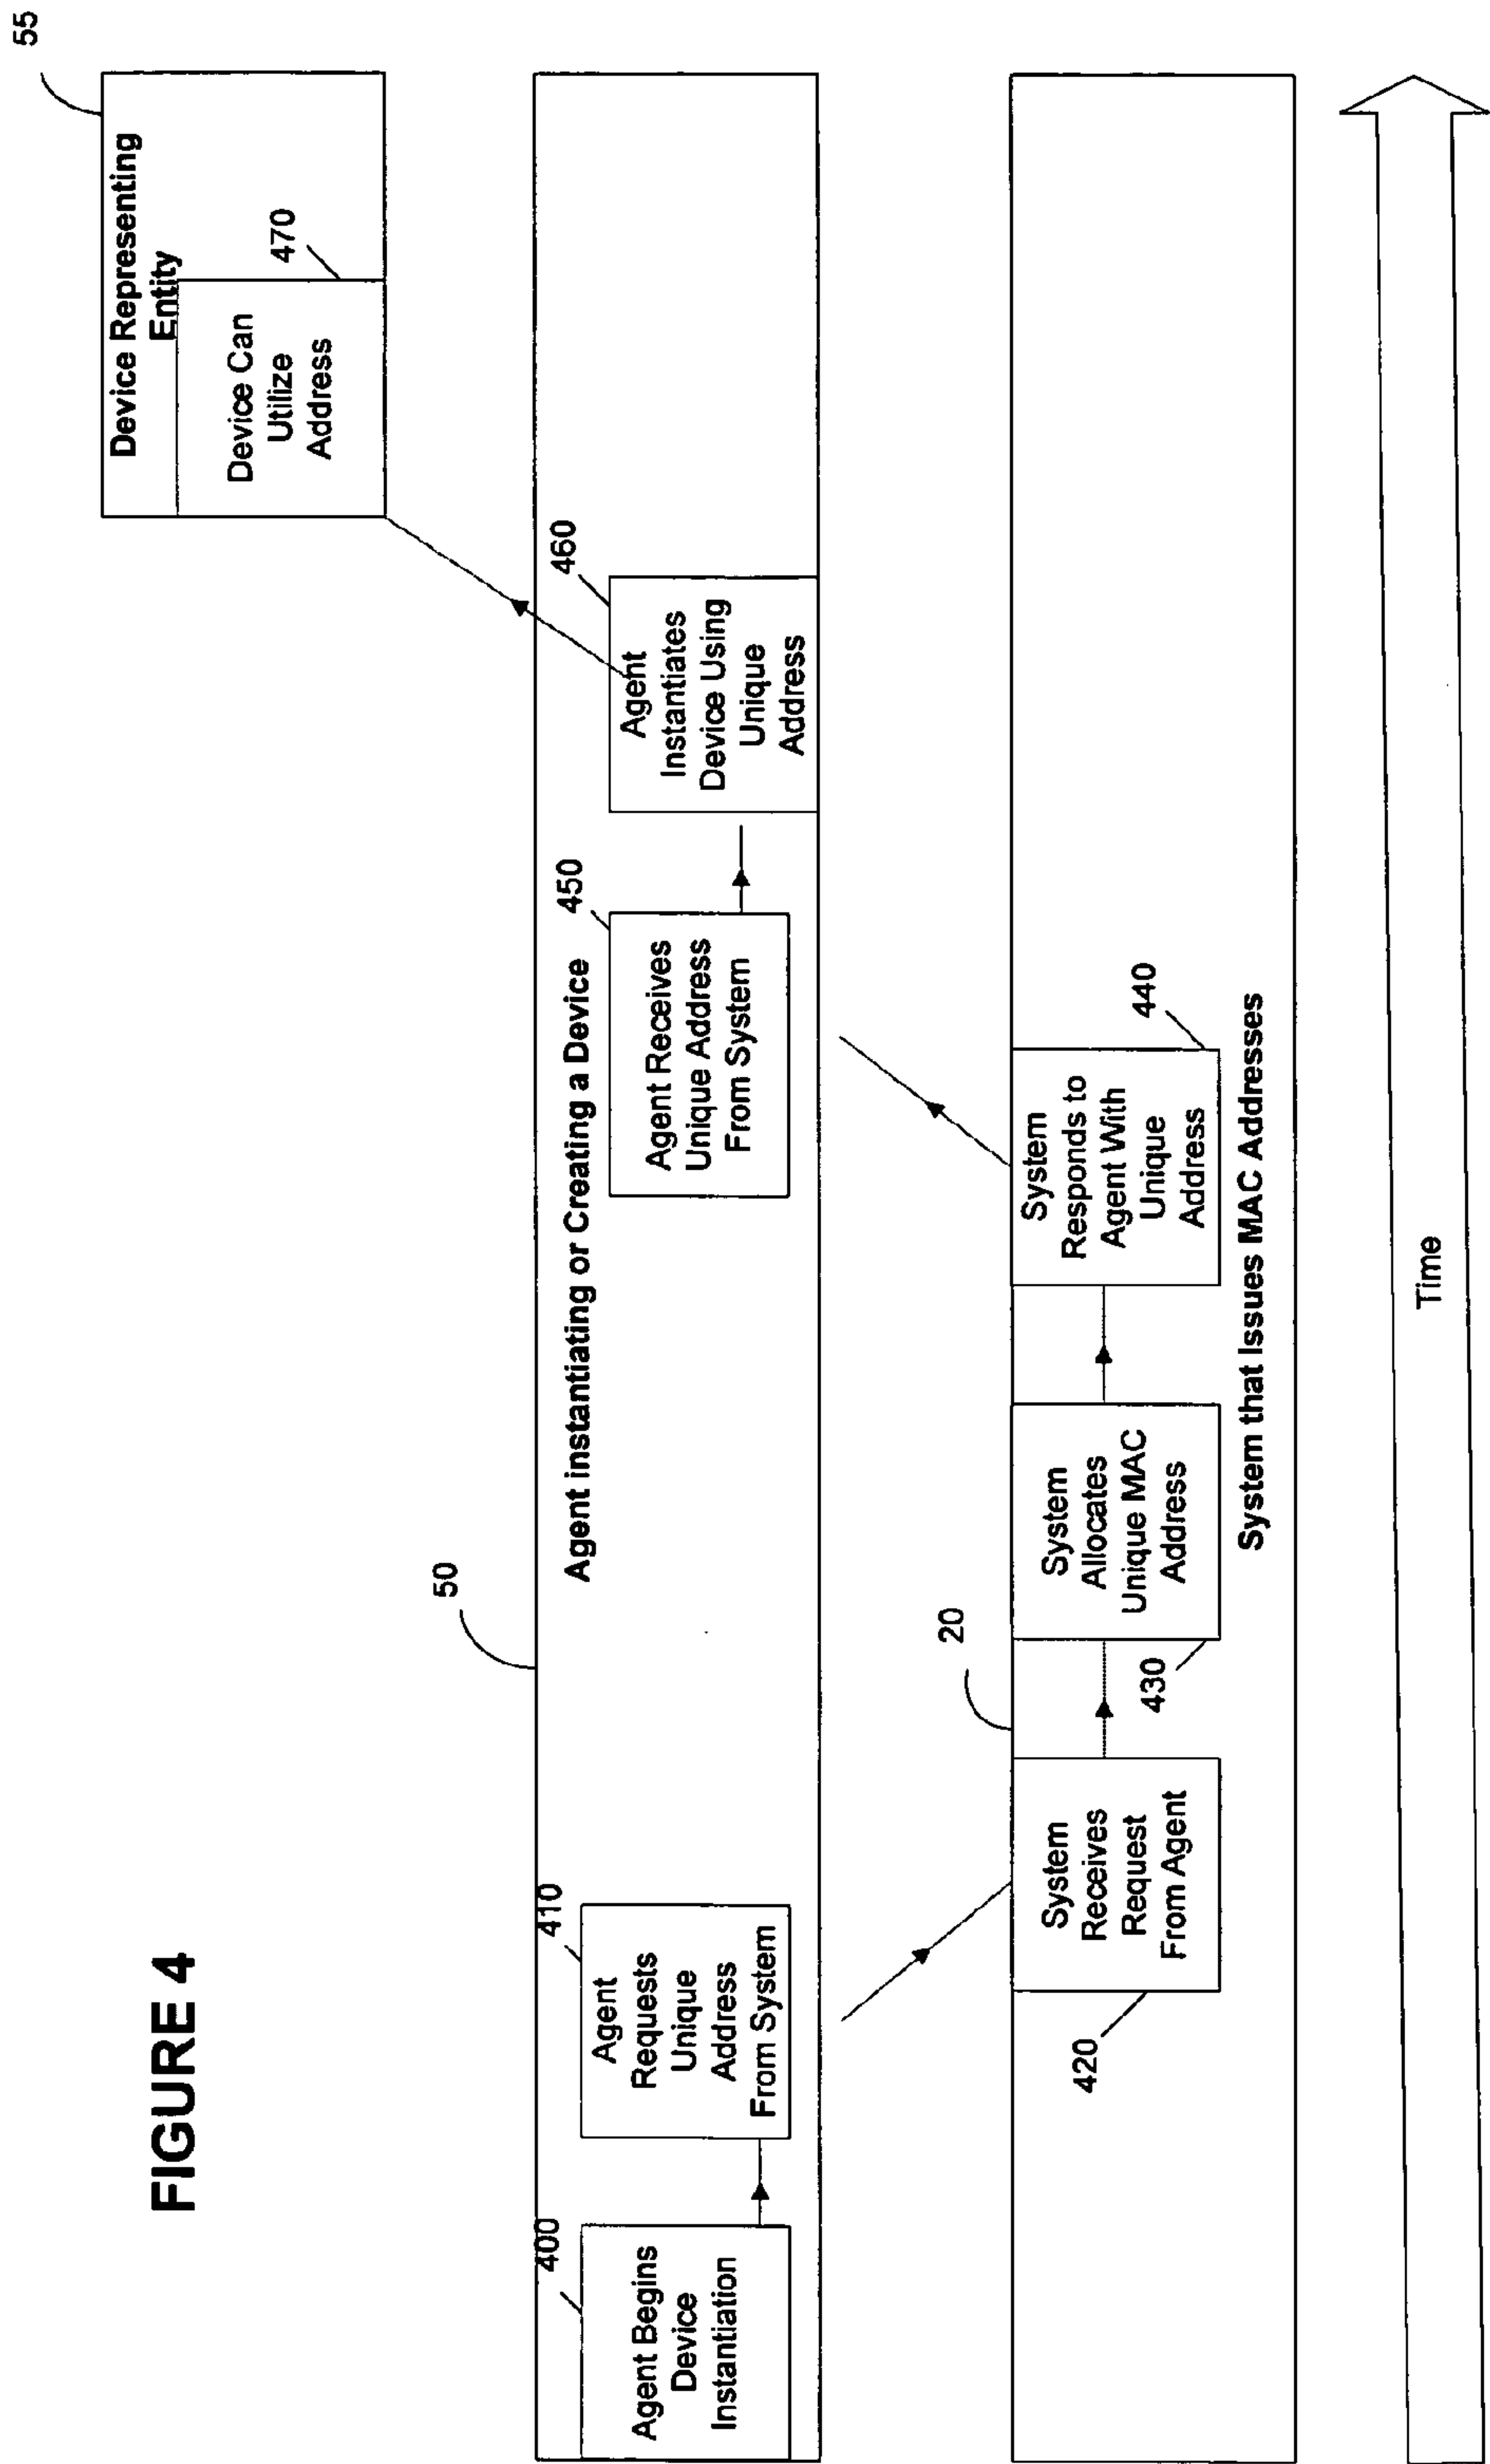 FIGURE 4
55
Device Representing
Entity
470
Device Can
Utilize
Address
50
Agent instantiating or Creating a Device
400
Agent Begins
Device
Instantiation
410
Agent
Requests
Unique
Address
From System
450
Agent Receives
Unique Address
From System
460
Agent
Instantiates
Device Using
Unique
Address
20
420
System
Receives
Request
From Agent
430
System
Allocates
Unique MAC
Address
440
System
Responds to
Agent With
Unique
Address
System that Issues MAC Addresses
Time